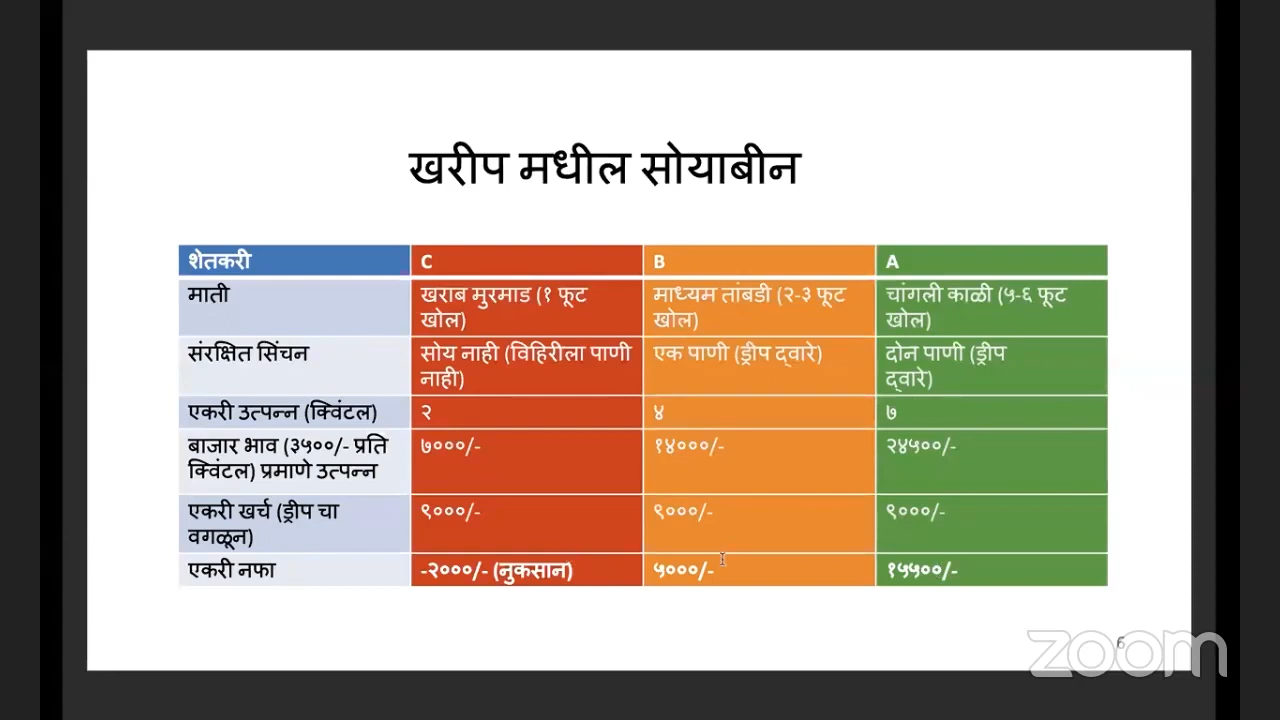 खरीप मधील सोयाबीन
शेतकरी C B A
माती खराब मुरमाड (१ फूट माध्यम तांबडी (२-३ फूट चांगली काळी (५-६ फूट
खोल) खोल) खोल)
संरक्षित सिंचन सोय नाही (विहिरीला पाणी एक पाणी (ड्रीप द्वारे) दोन पाणी (ड्रीप
नाही) द्वारे)
एकरी उत्पन्न (क्विंटल) २ ४ ७
बाजार भाव (३५००/- प्रति ७०००/- १४०००/- २४५००/-
क्विंटल) प्रमाणे उत्पन्न
एकरी खर्च (ड्रीप चा ९०००/- ९०००/- ९०००/-
वगळून)
एकरी नफा -२०००/- (नुकसान) ५०००/- १५५००/-
6
zoom